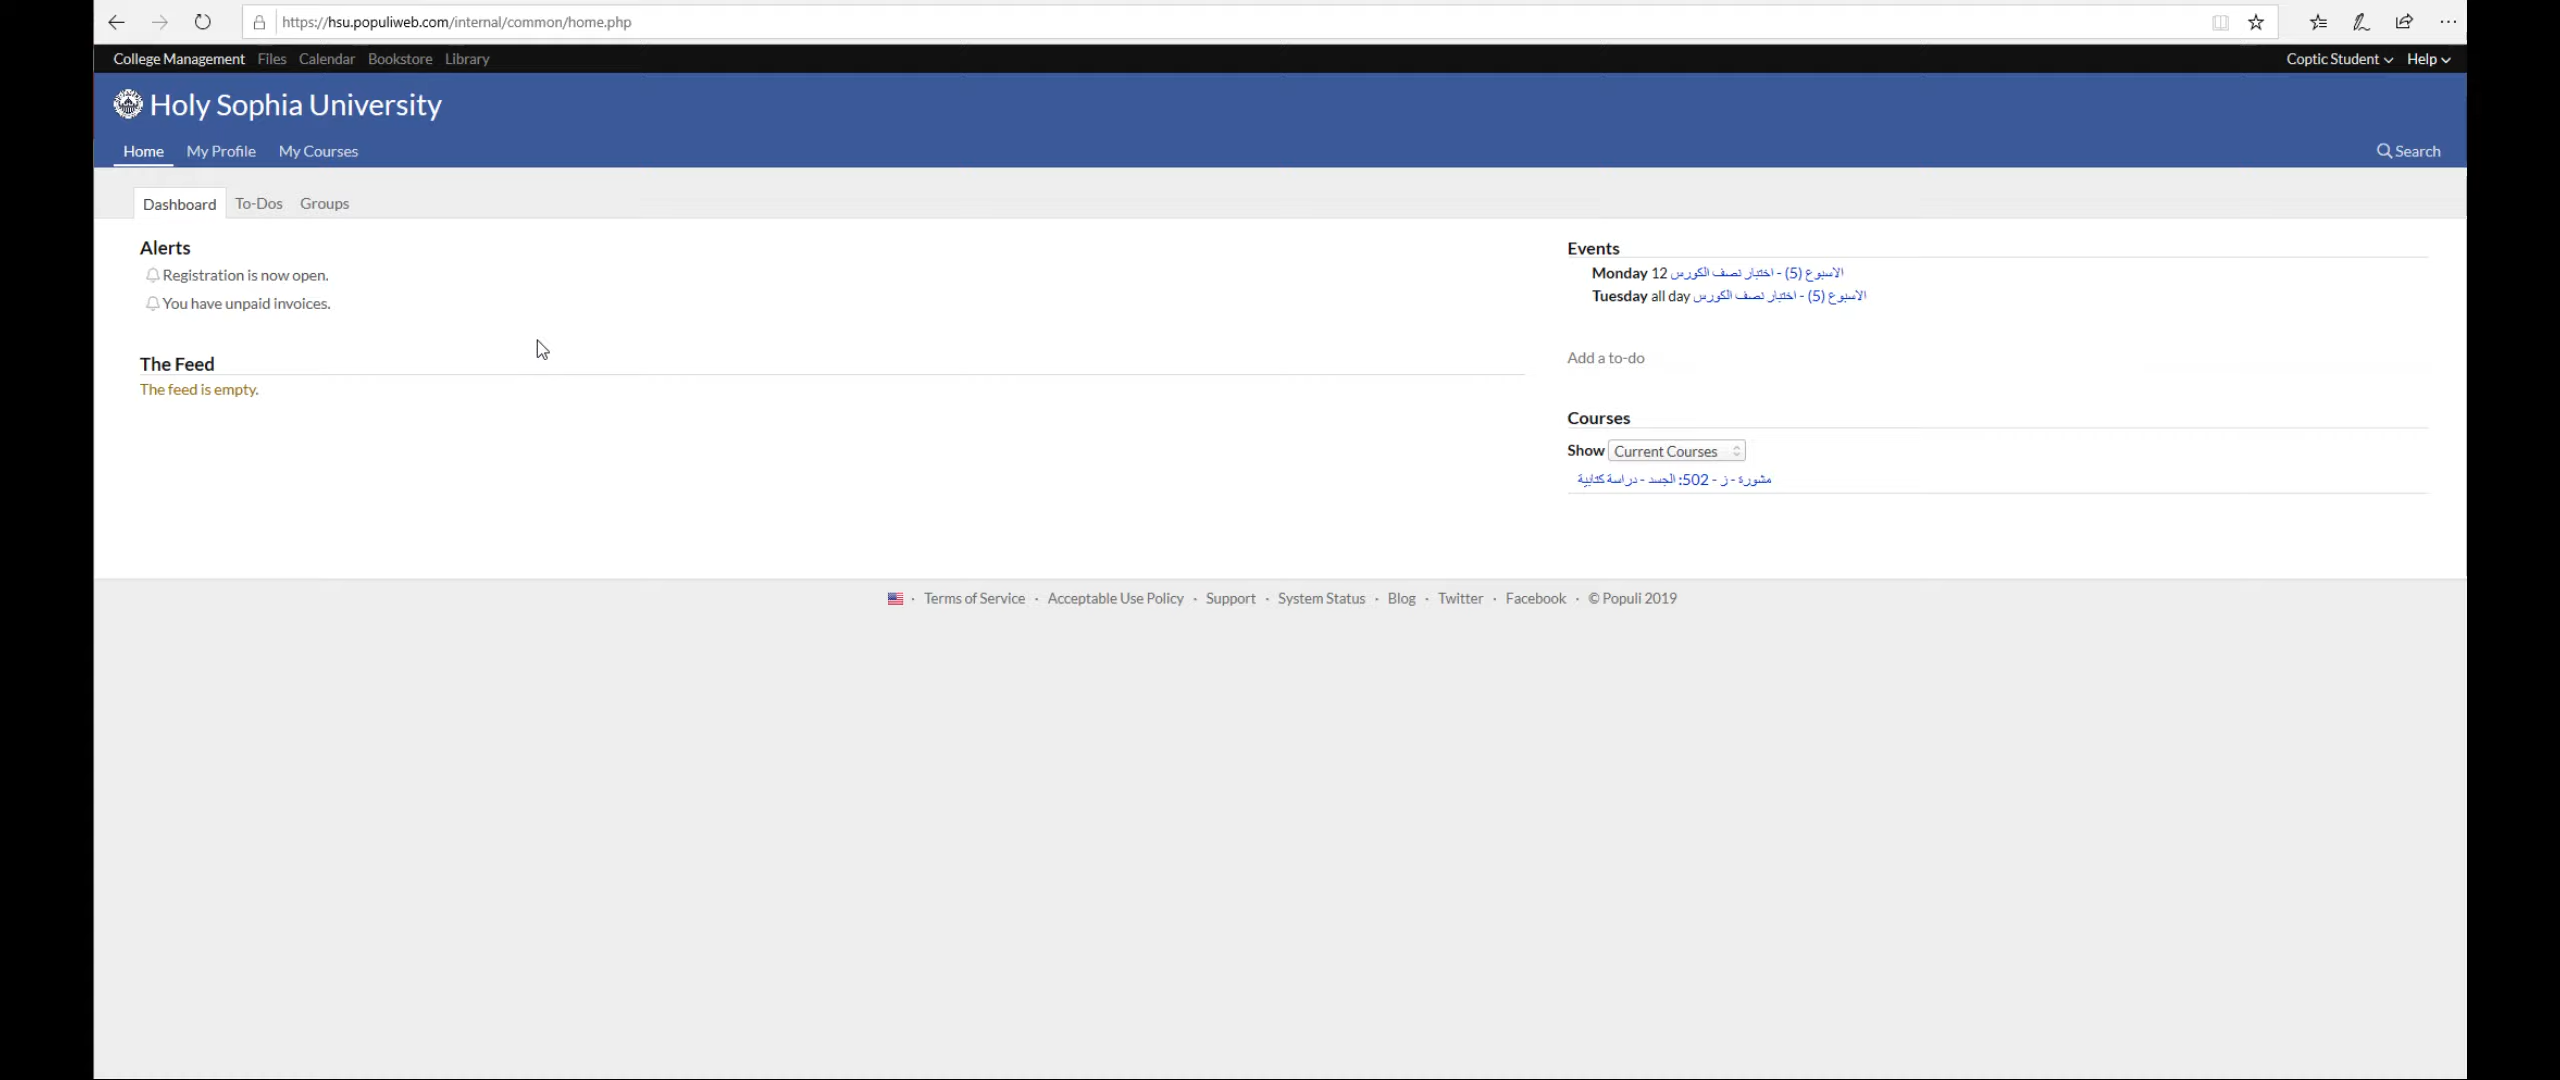 https://hsu.populiweb.com/internal/common/home.php
College Management Files Calendar Bookstore Library
Coptic Student Help
Holy Sophia University
Home My Profile My Courses
Search
Dashboard To-Dos Groups
Alerts
Registration is now open.
You have unpaid invoices.
The Feed
The feed is empty.
Events
Monday 12 الاسبوع (5) - اختبار نصف الكورس
Tuesday all day الاسبوع (5) - اختبار نصف الكورس
Add a to-do
Courses
Show Current Courses
مشورة - ز - 502: الجسد - دراسة كتابية
· Terms of Service · Acceptable Use Policy · Support · System Status · Blog · Twitter · Facebook · © Populi 2019